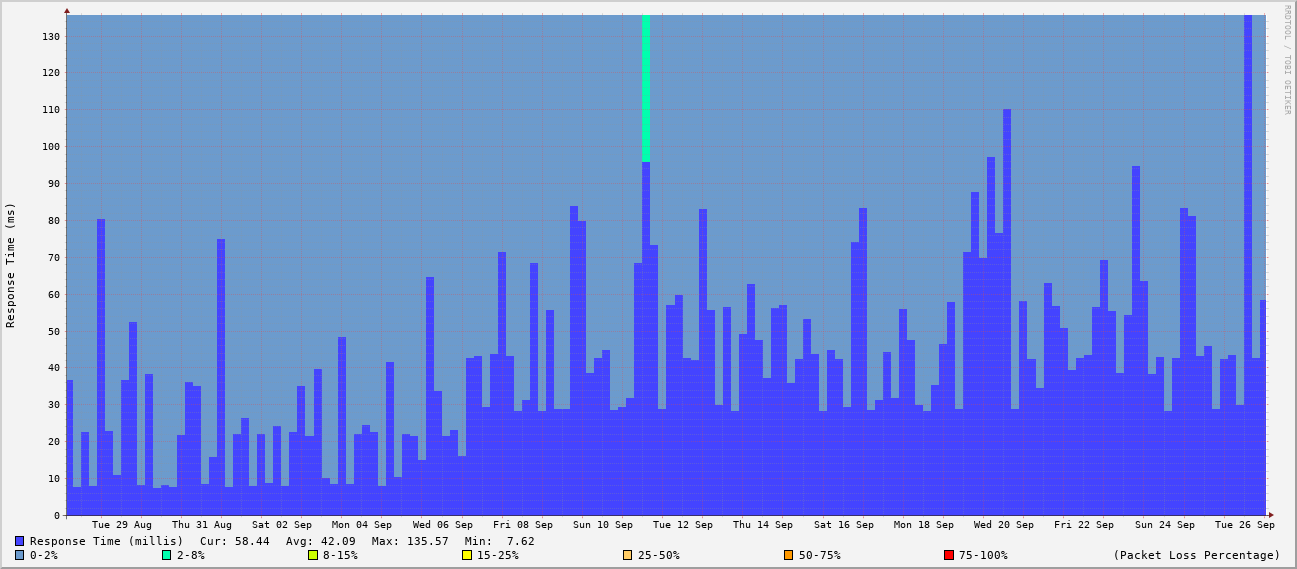 RRDTOOL / TOBI OETIKER
Response Time (ms)
130
120
110
100
90
80
70
60
50
40
30
20
10
0
Tue 29 Aug Thu 31 Aug Sat 02 Sep Mon 04 Sep Wed 06 Sep Fri 08 Sep Sun 10 Sep Tue 12 Sep Thu 14 Sep Sat 16 Sep Mon 18 Sep Wed 20 Sep Fri 22 Sep Sun 24 Sep Tue 26 Sep
Response Time (millis) Cur: 58.44 Avg: 42.09 Max: 135.57 Min: 7.62
0-2% 2-8% 8-15% 15-25% 25-50% 50-75% 75-100% (Packet Loss Percentage)